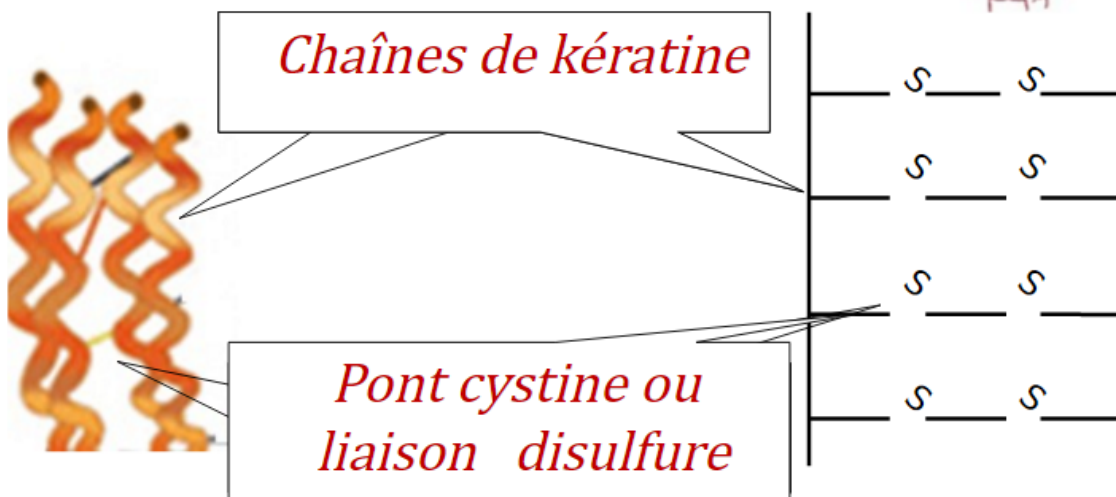 Chaînes de kératine
S S
S S
S S
Pont cystine ou
liaison disulfure
S S